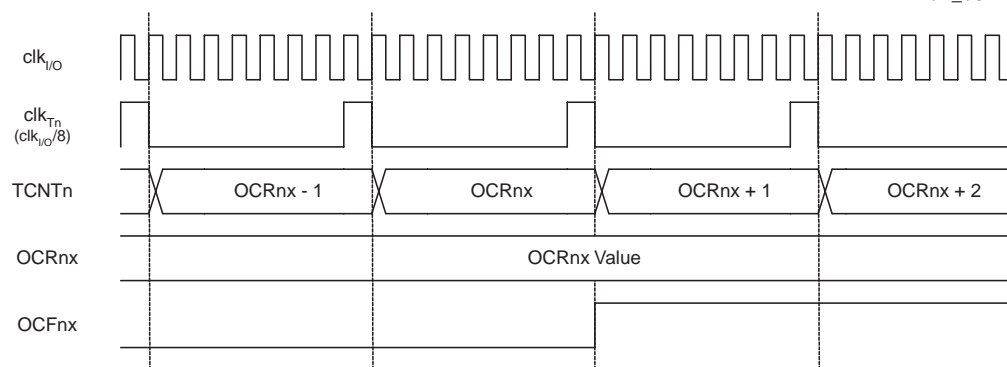 clkI/O
clkTn
(clkI/O/8)
TCNTn OCRnx - 1 OCRnx OCRnx + 1 OCRnx + 2
OCRnx OCRnx Value
OCFnx